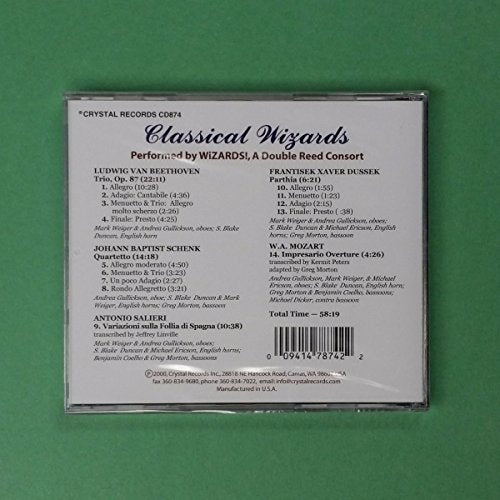 ®CRYSTAL RECORDS CD874
Classical Wizards
Performed by WiZARDS!, A Double Reed Consort
LUDWIG VAN BEETHOVEN
Trio, Op. 87 (22:11)
1. Allegro (10:28)
2. Adagio: Cantabile (4:36)
3. Menuetto & Trio: Allegro
molto scherzo (2:26)
4. Finale: Presto (4:25)
Mark Weiger & Andrea Gullickson, oboes; S. Blake
Duncan, English horn
JOHANN BAPTIST SCHENK
Quartetto (14:18)
5. Allegro moderato (4:50)
6. Menuetto & Trio (3:23)
7. Un poco Adagio (2:27)
8. Rondo Allegretto (3:21)
Andrea Gullickson, oboe; S. Blake Duncan & Mark
Weiger, English horns; Greg Morton, bassoon
ANTONIO SALIERI
9. Variazioni sulla Follia di Spagna (10:38)
transcribed by Jeffrey Linville
Mark Weiger & Andrea Gullickson, oboes;
S. Blake Duncan & Michael Ericson, English horns;
Benjamin Coelho & Greg Morton, bassoons
FRANTISEK XAVER DUSSEK
Parthia (6:21)
10. Allegro (1:55)
11. Menuetto (1:23)
12. Adagio (2:15)
13. Finale: Presto ( :38)
Mark Weiger & Andrea Gullickson, oboes;
S. Blake Duncan & Michael Ericson, English horns;
Greg Morton, bassoon
W.A. MOZART
14. Impresario Overture (4:26)
transcribed by Kermit Peters
adapted by Greg Morton
Andrea Gullickson, Mark Weiger, & Michael
Ericson, oboes; S. Blake Duncan, English horn;
Greg Morton & Benjamin Coelho, bassoons;
Michael Dicker, contra bassoon
Total Time — 58:19
0 09414 78742 2
©2000, Crystal Records Inc., 28818 NE Hancock Road, Camas, WA 98607 USA
fax 360-834-9680, phone 360-834-7022, email info@crystalrecords.com
Manufactured in U.S.A.